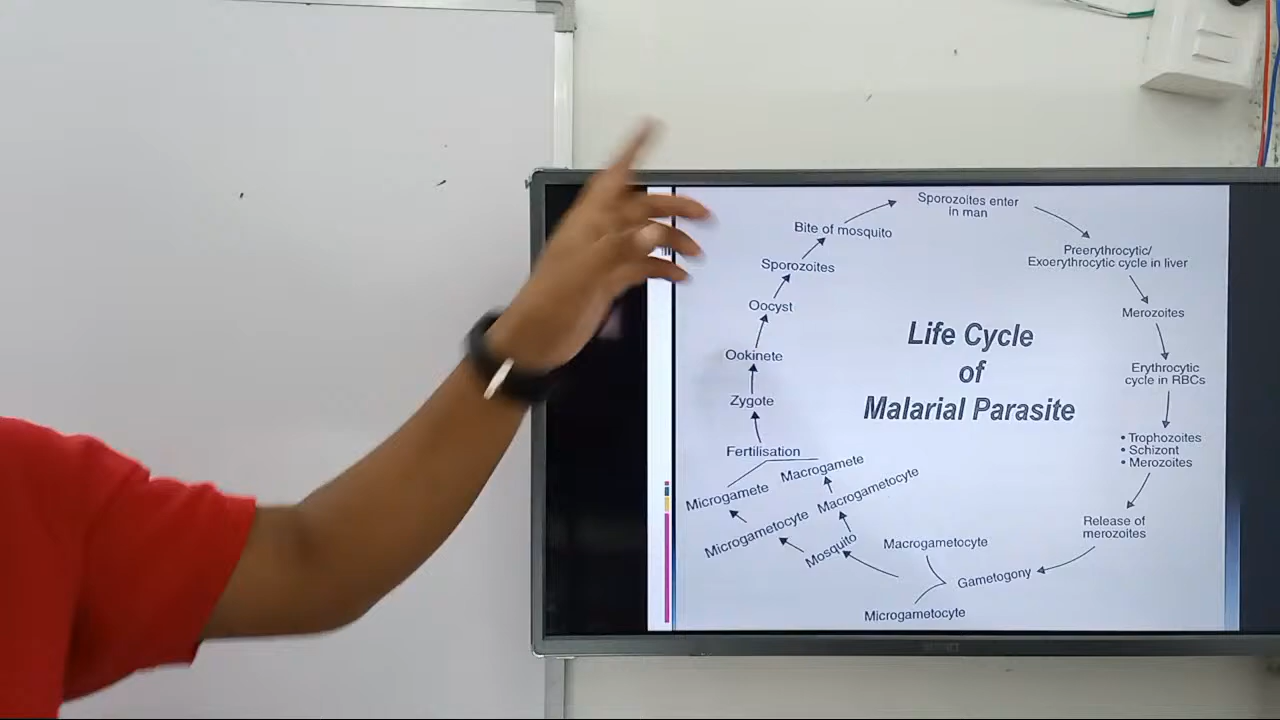 Sporozoites enter
in man
Bite of mosquito
Preerythrocytic/
Exoerythrocytic cycle in liver
Sporozoites
Oocyst
Merozoites
Life Cycle
of
Malarial Parasite
Ookinete
Erythrocytic
cycle in RBCs
Zygote
• Trophozoites
• Schizont
• Merozoites
Fertilisation
Macrogamete
Microgamete
Macrogametocyte
Microgametocyte
Mosquito
Release of
merozoites
Macrogametocyte
Gametogony
Microgametocyte